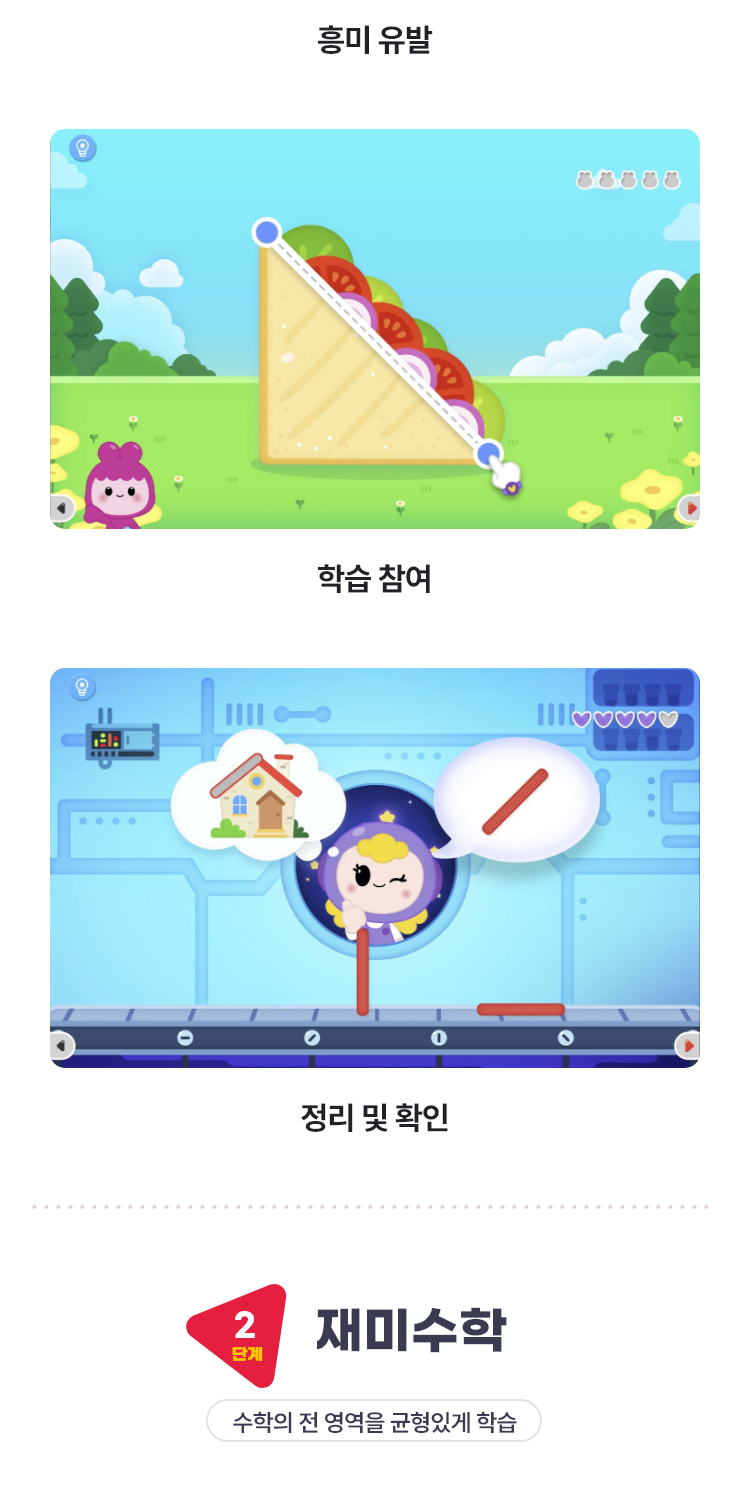 흥미 유발
학습 참여
정리 및 확인
2
단계
재미수학
수학의 전 영역을 균형있게 학습